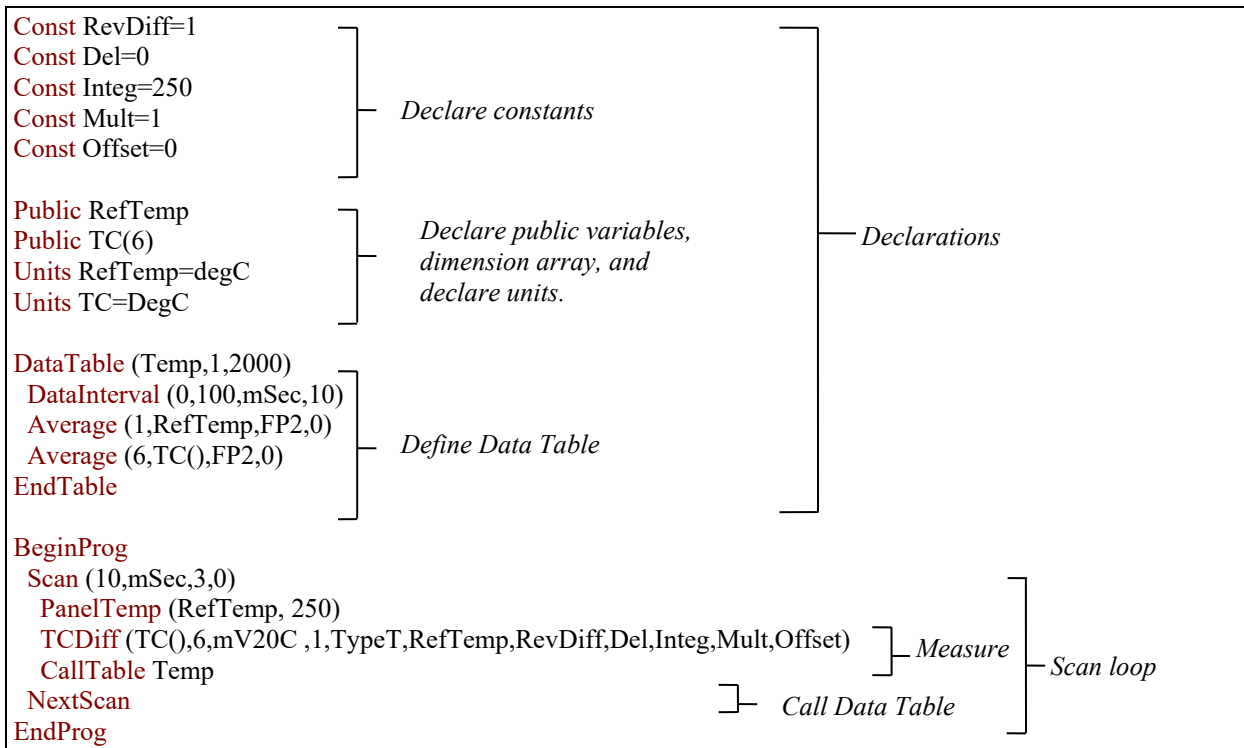 Const RevDiff=1
Const Del=0
Const Integ=250
Const Mult=1
Const Offset=0
Declare constants
Public RefTemp
Public TC(6)
Units RefTemp=degC
Units TC=DegC
Declare public variables,
dimension array, and
declare units.
Declarations
DataTable (Temp,1,2000)
DataInterval (0,100,mSec,10)
Average (1,RefTemp,FP2,0)
Average (6,TC(),FP2,0)
EndTable
Define Data Table
BeginProg
Scan (10,mSec,3,0)
PanelTemp (RefTemp, 250)
TCDiff (TC(),6,mV20C ,1,TypeT,RefTemp,RevDiff,Del,Integ,Mult,Offset)
Measure
CallTable Temp
Scan loop
NextScan
Call Data Table
EndProg